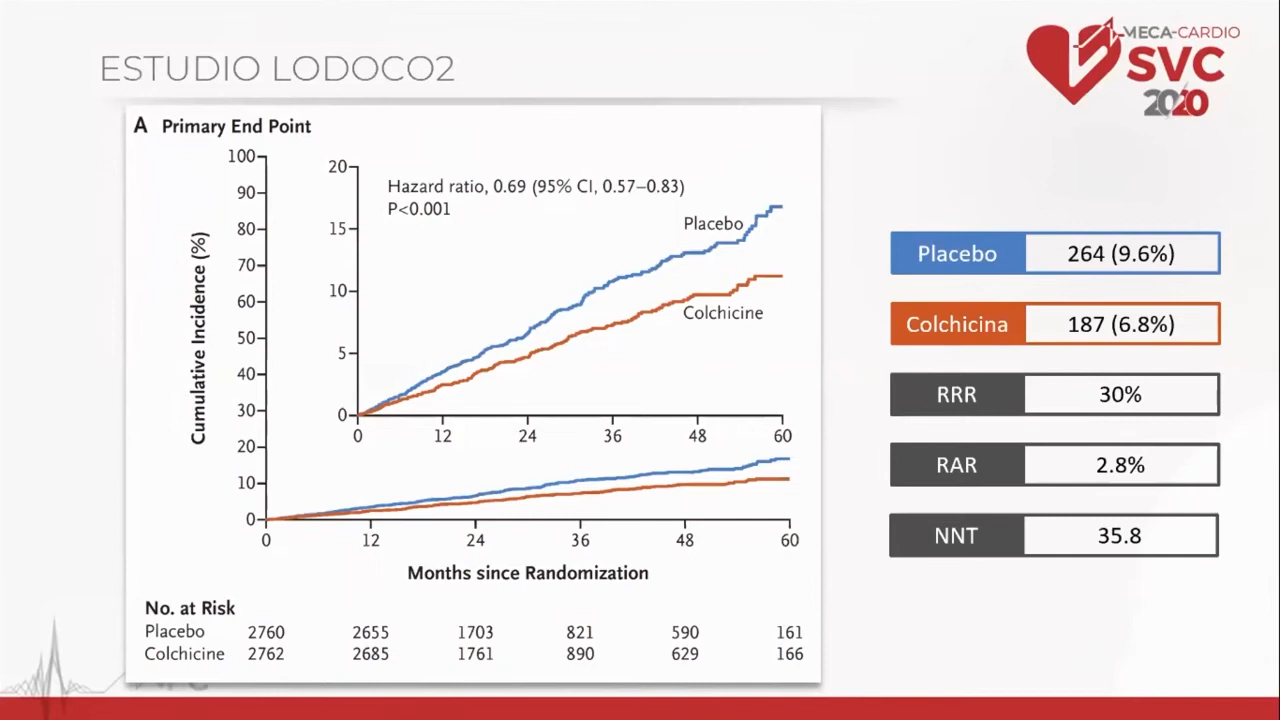 ESTUDIO LODOCO2
MECA-CARDIO
SVC
2020
A Primary End Point
Cumulative Incidence (%)
100
90
80
70
60
50
40
30
20
10
0
20
15
10
5
0
Hazard ratio, 0.69 (95% CI, 0.57–0.83)
P<0.001
Placebo
Colchicine
0 12 24 36 48 60
0 12 24 36 48 60
Months since Randomization
No. at Risk
Placebo 2760 2655 1703 821 590 161
Colchicine 2762 2685 1761 890 629 166
Placebo 264 (9.6%)
Colchicina 187 (6.8%)
RRR 30%
RAR 2.8%
NNT 35.8